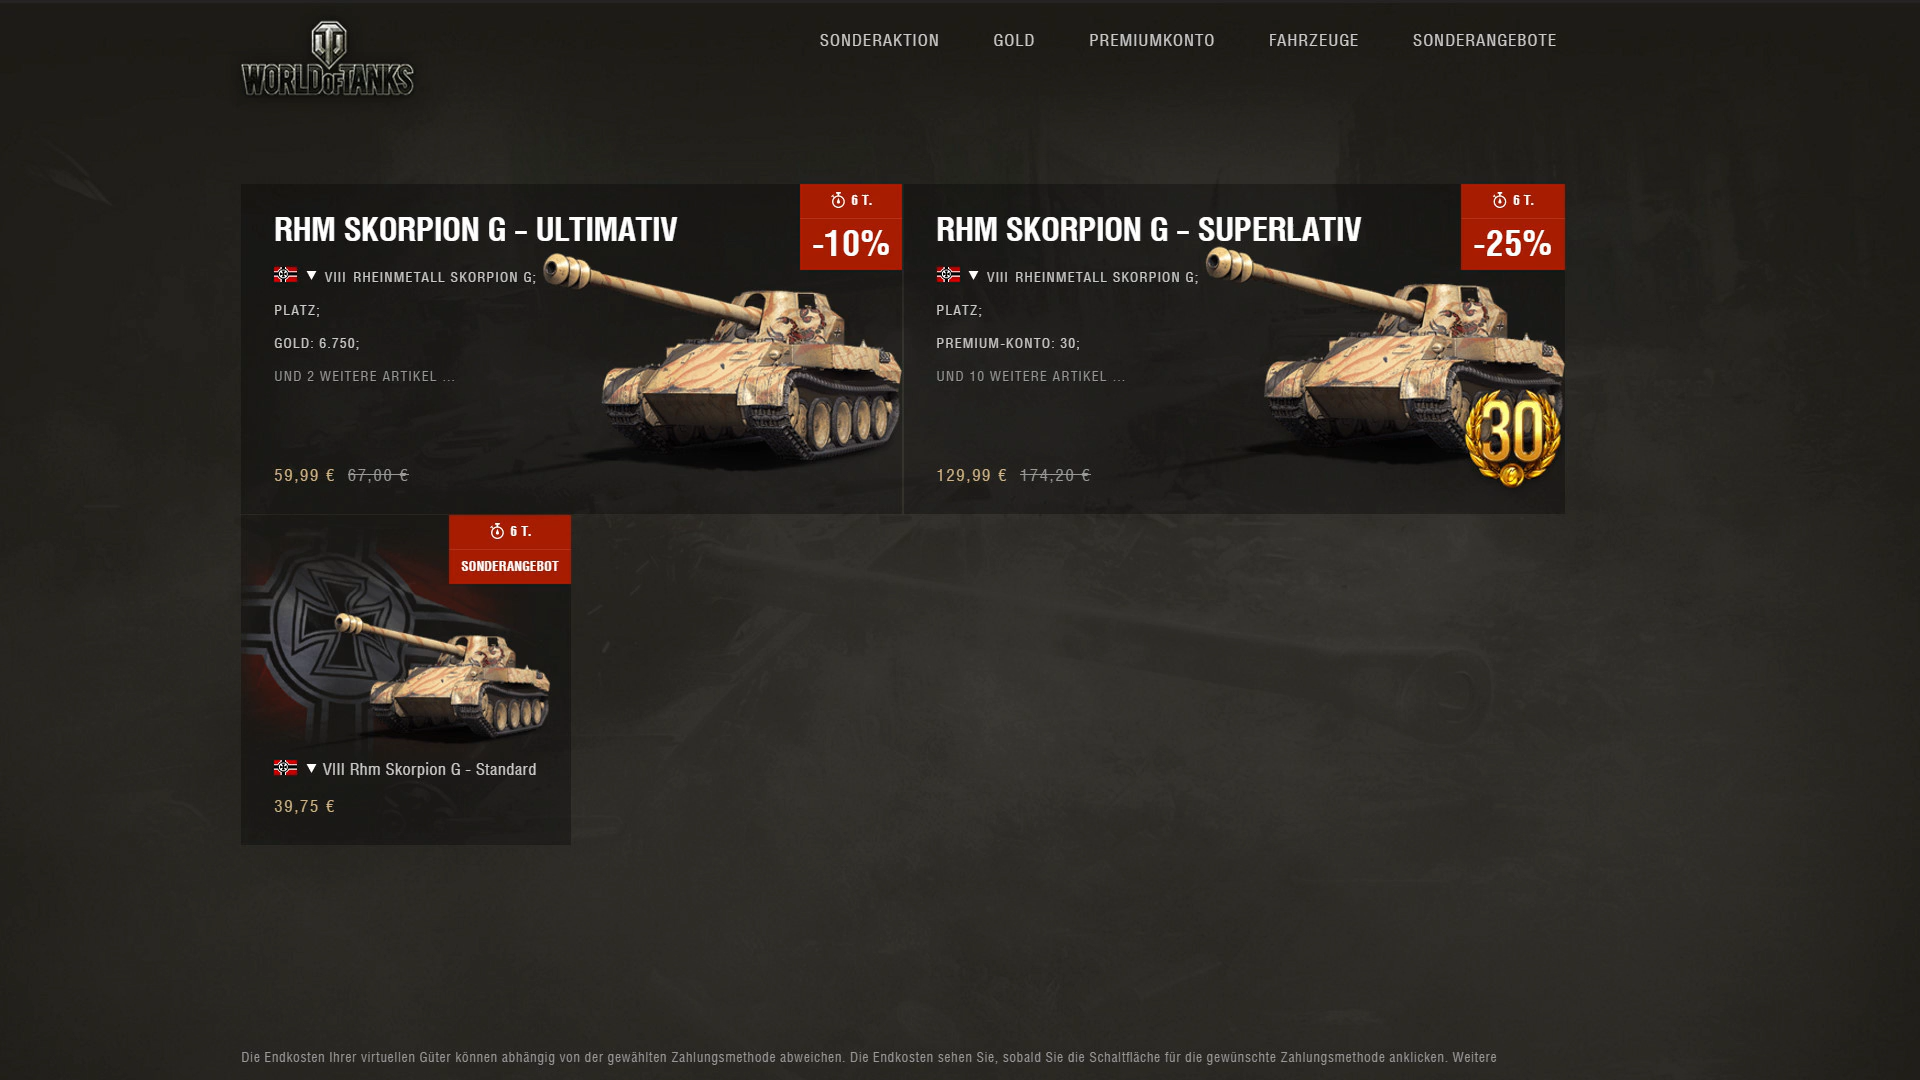 WORLD OF TANKS
SONDERAKTION
GOLD
PREMIUMKONTO
FAHRZEUGE
SONDERANGEBOTE
RHM SKORPION G – ULTIMATIV
6 T.
-10%
VIII RHEINMETALL SKORPION G;
PLATZ;
GOLD: 6.750;
UND 2 WEITERE ARTIKEL ...
59,99 € 67,00 €
RHM SKORPION G – SUPERLATIV
6 T.
-25%
VIII RHEINMETALL SKORPION G;
PLATZ;
PREMIUM-KONTO: 30;
UND 10 WEITERE ARTIKEL ...
30
129,99 € 174,20 €
6 T.
SONDERANGEBOT
VIII Rhm Skorpion G - Standard
39,75 €
Die Endkosten Ihrer virtuellen Güter können abhängig von der gewählten Zahlungsmethode abweichen. Die Endkosten sehen Sie, sobald Sie die Schaltfläche für die gewünschte Zahlungsmethode anklicken. Weitere